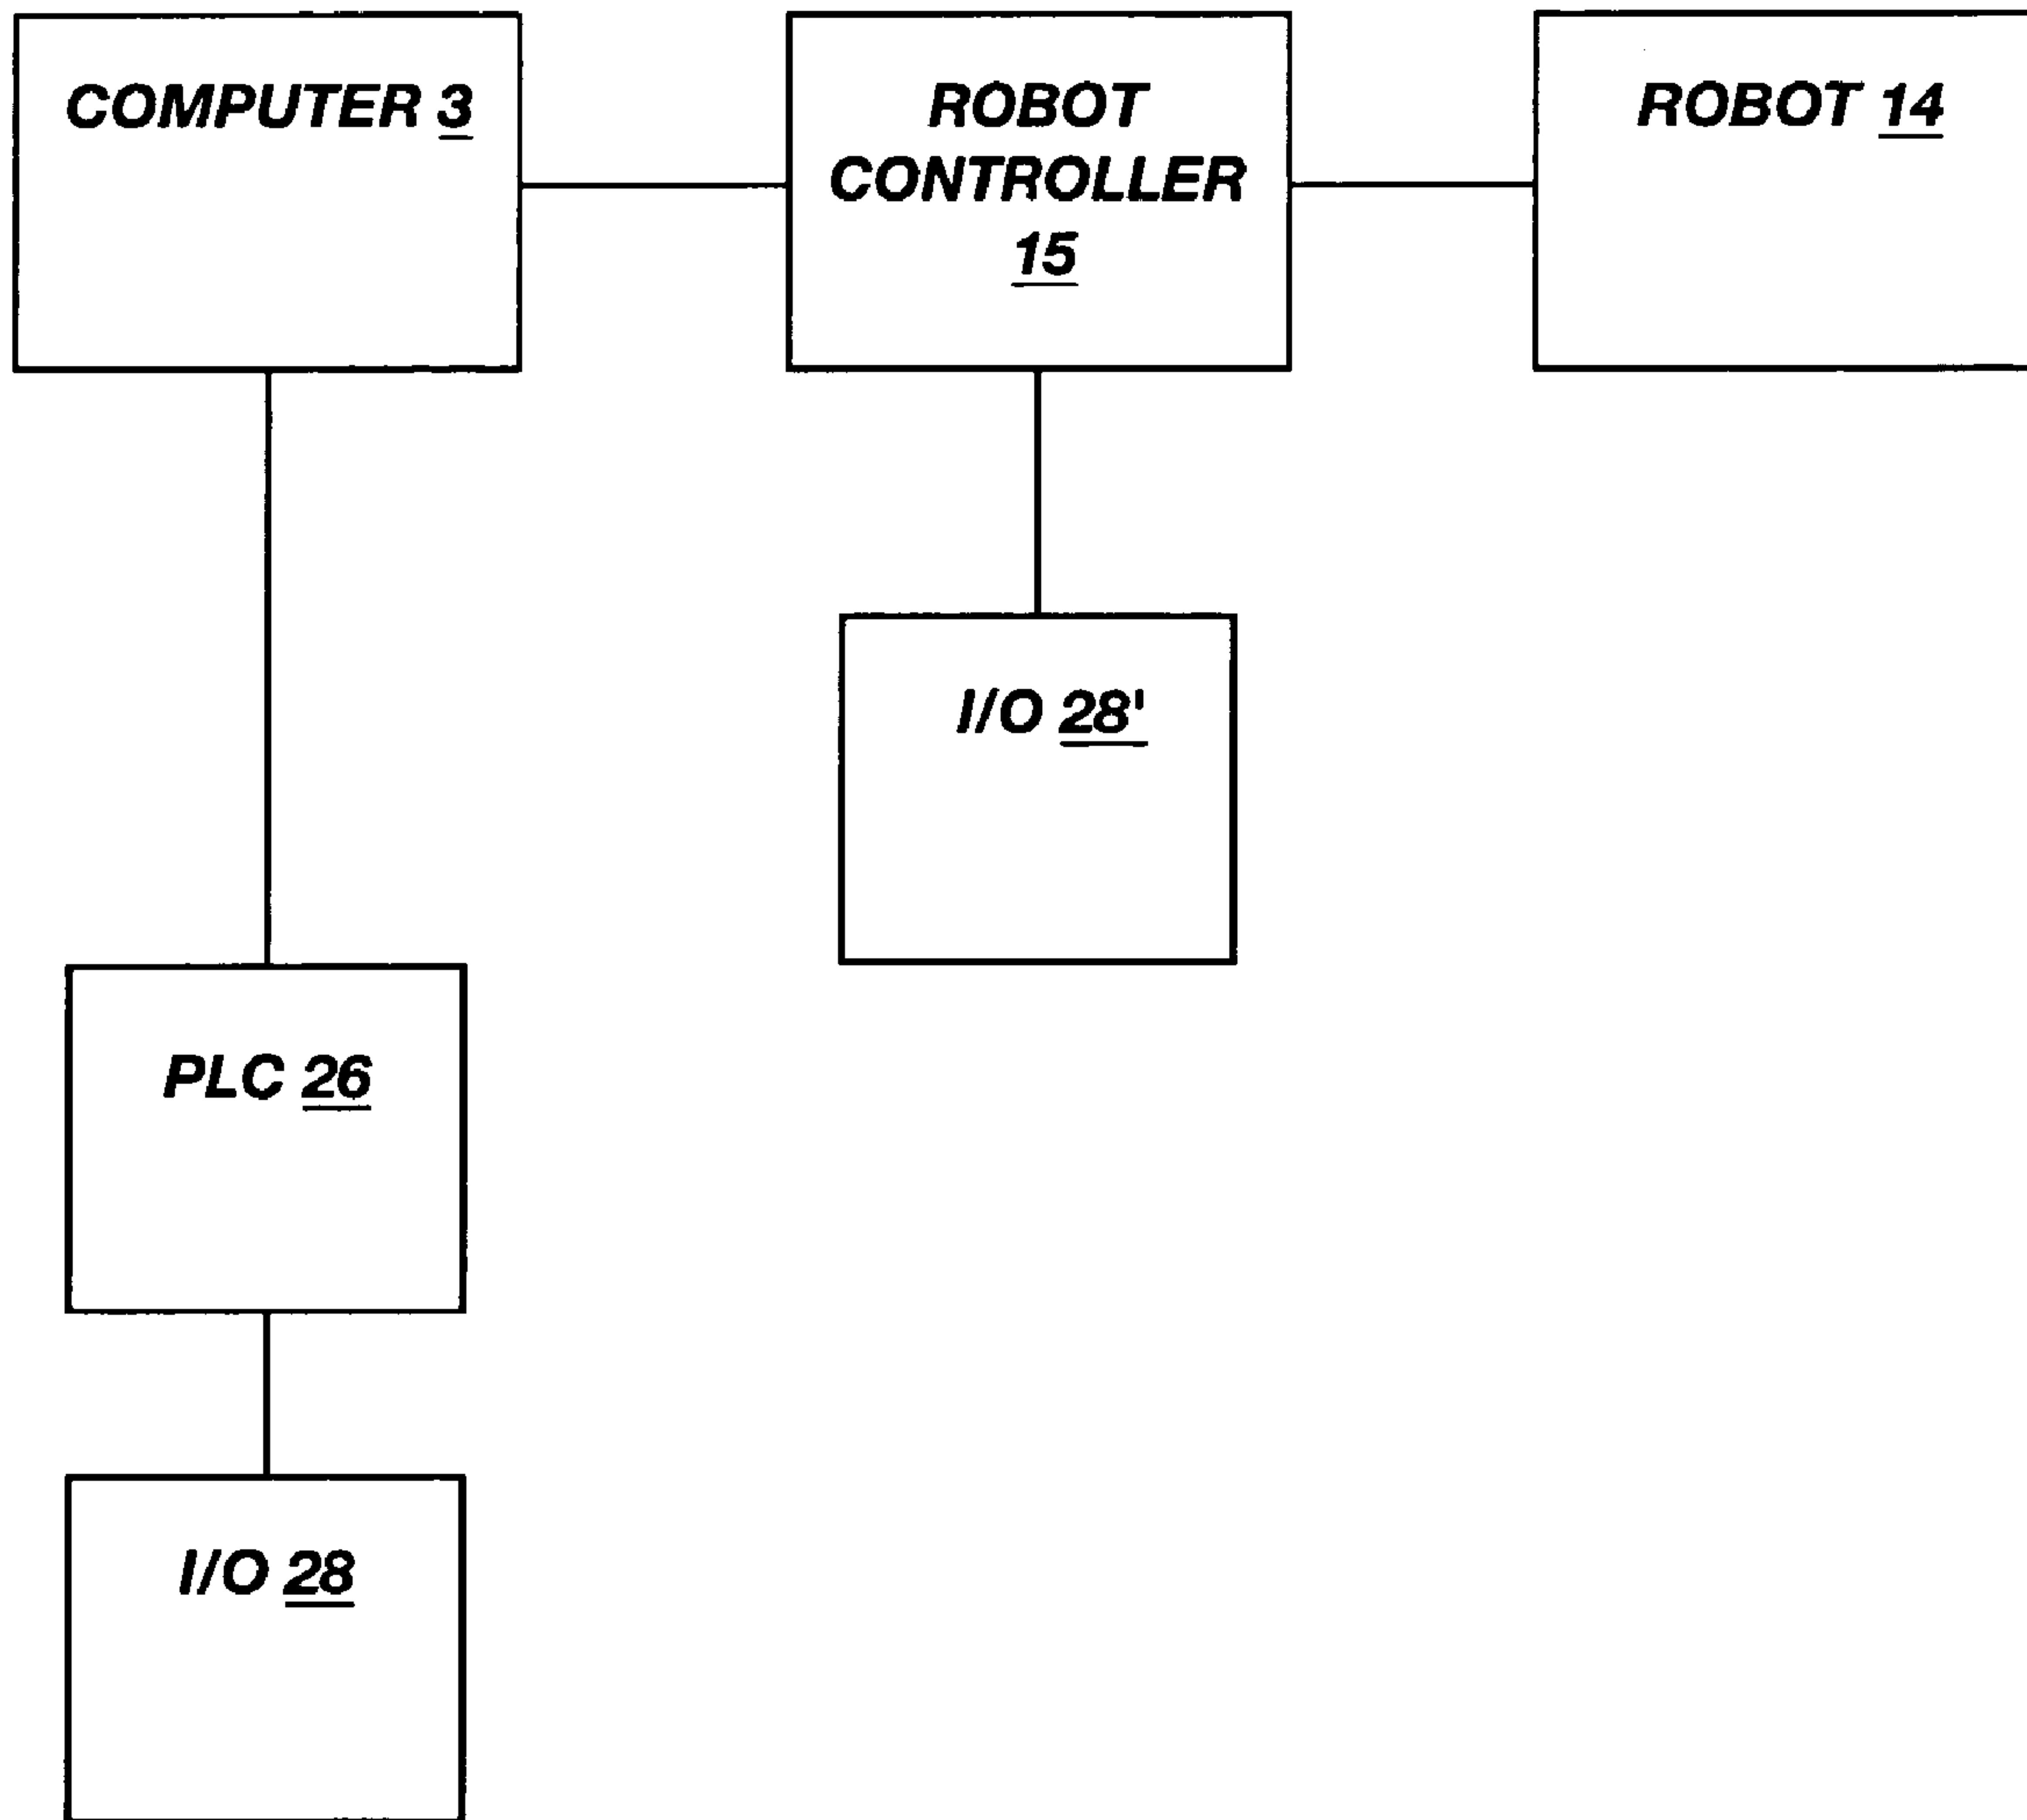 COMPUTER 3
ROBOT
CONTROLLER
15
ROBOT 14
I/O 28'
PLC 26
I/O 28